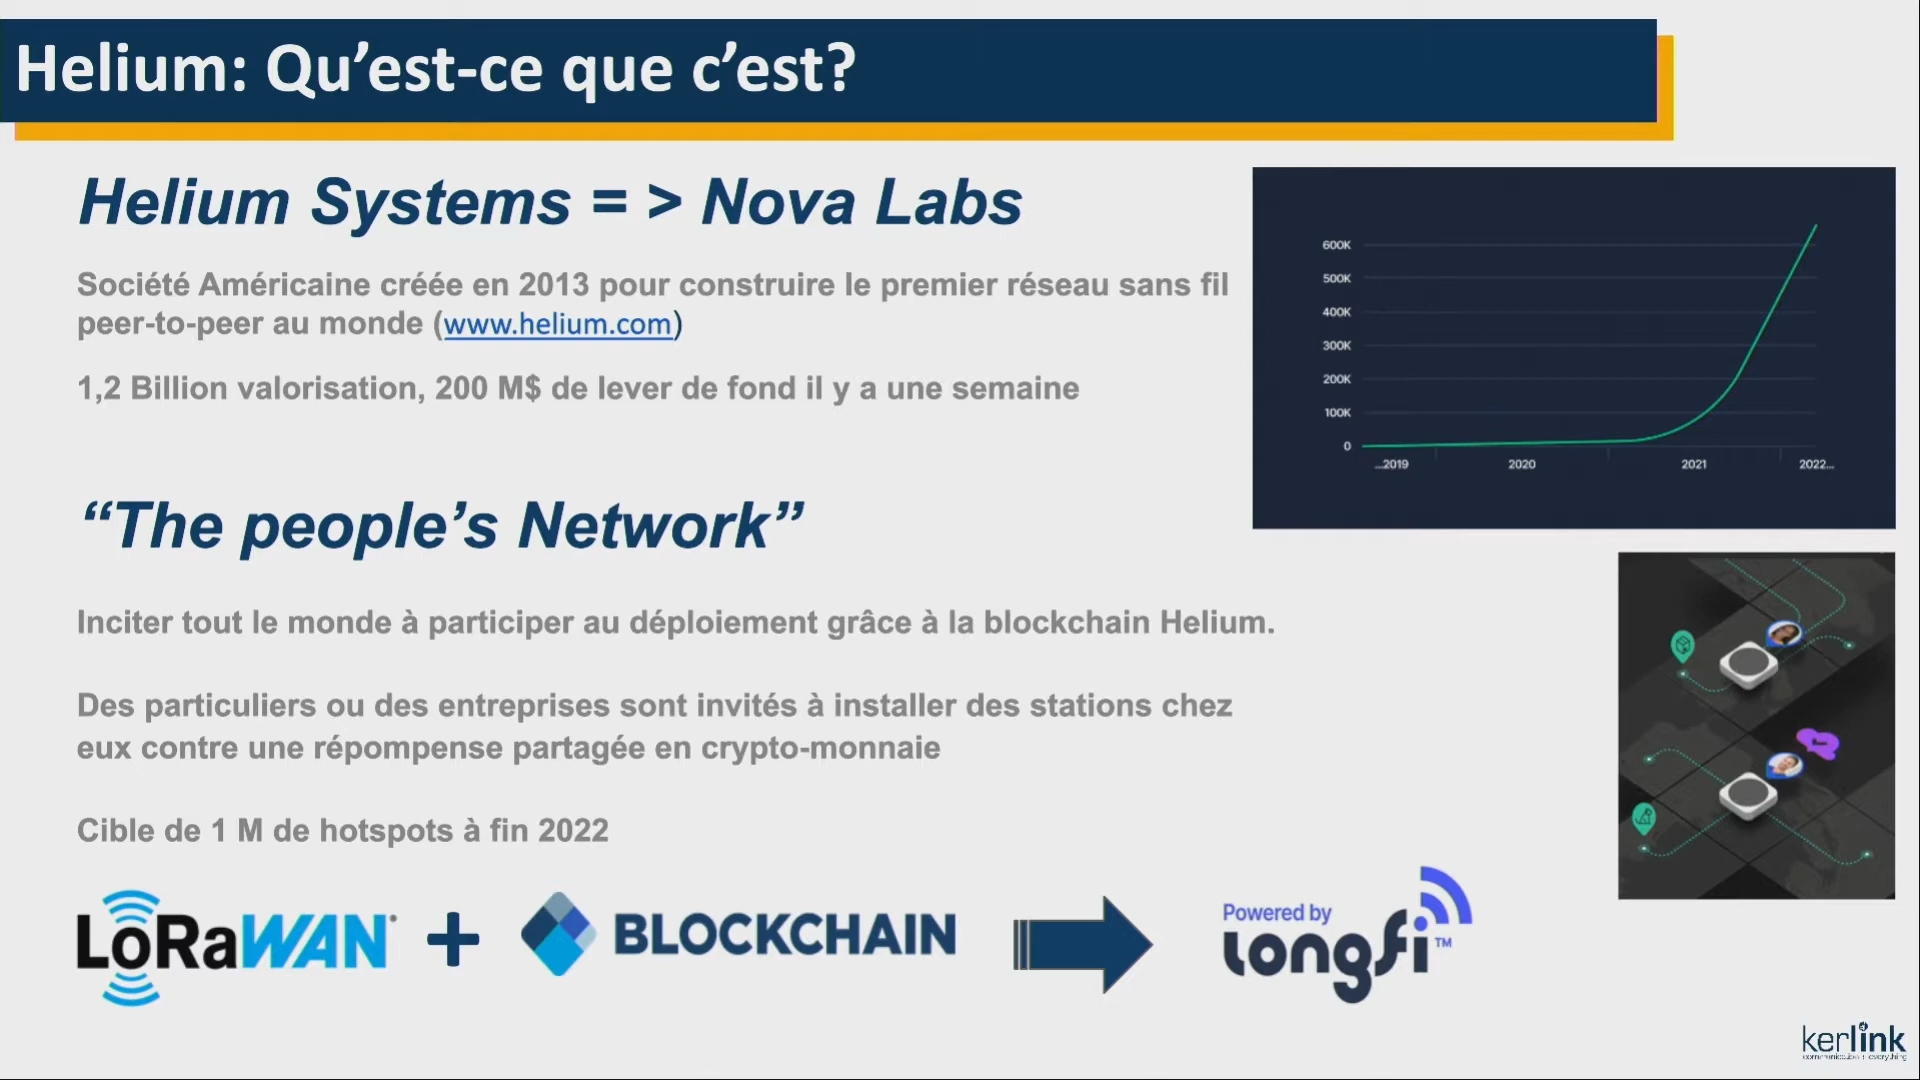 Helium: Qu’est-ce que c’est?
Helium Systems = > Nova Labs
Société Américaine créée en 2013 pour construire le premier réseau sans fil
peer-to-peer au monde (www.helium.com)
1,2 Billion valorisation, 200 M$ de lever de fond il y a une semaine
600K
500K
400K
300K
200K
100K
0
...2019 2020 2021 2022...
“The people’s Network”
Inciter tout le monde à participer au déploiement grâce à la blockchain Helium.
Des particuliers ou des entreprises sont invités à installer des stations chez
eux contre une répompense partagée en crypto-monnaie
Cible de 1 M de hotspots à fin 2022
LoRaWAN + BLOCKCHAIN
Powered by
longfi™
kerlink
communication is everything